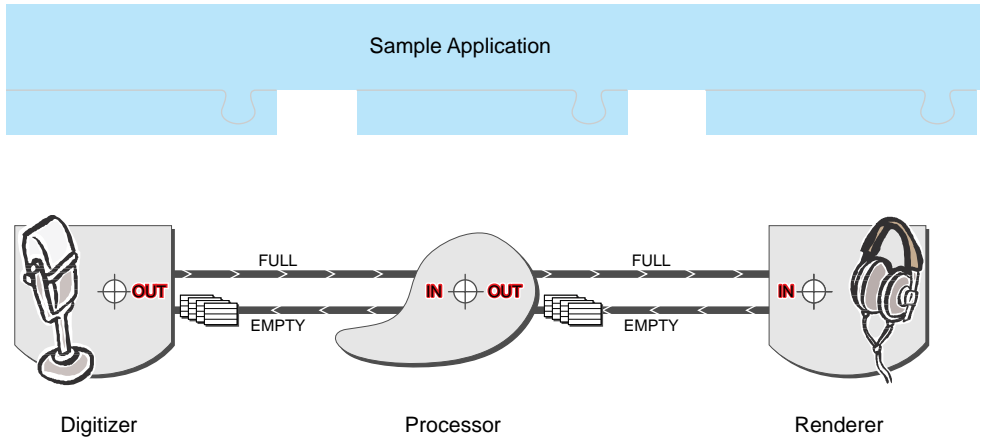 Sample Application
FULL
FULL
OUT
IN
OUT
IN
EMPTY
EMPTY
Digitizer
Processor
Renderer